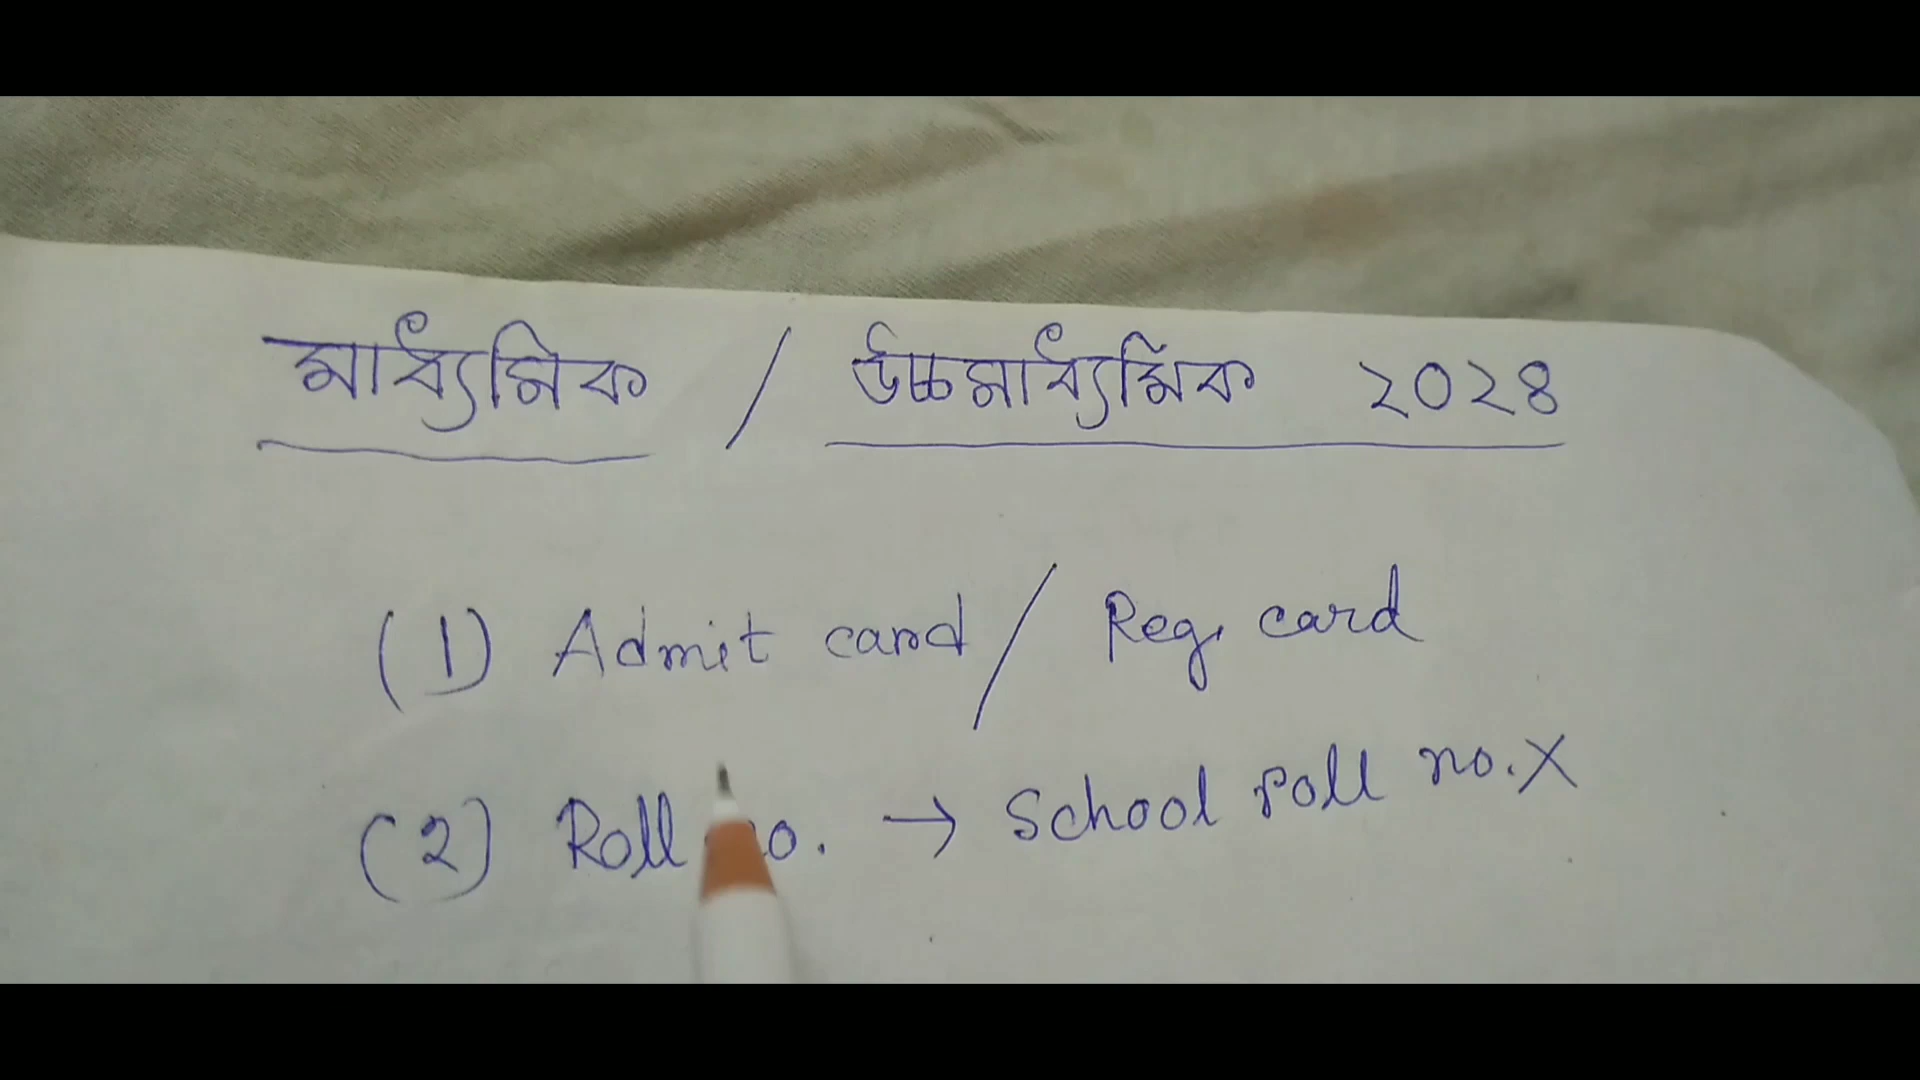 মাধ্যমিক / উচ্চমাধ্যমিক ২০২৪
(1) Admit card / Reg. card
(2) Roll no. → School roll no. X